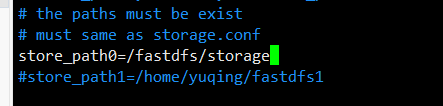 # the paths must be exist
# must same as storage.conf
store_path0=/fastdfs/storage
#store_path1=/home/yuqing/fastdfs1